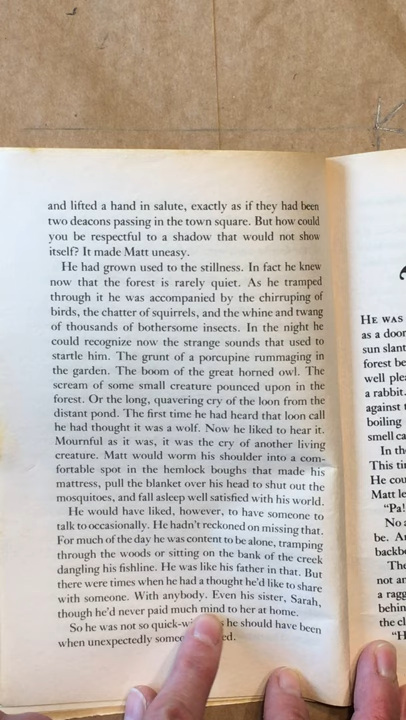 and lifted a hand in salute, exactly as if they had been
two deacons passing in the town square. But how could
you be respectful to a shadow that would not show
itself? It made Matt uneasy.
He had grown used to the stillness. In fact he knew
now that the forest is rarely quiet. As he tramped
through it he was accompanied by the chirruping of
birds, the chatter of squirrels, and the whine and twang
of thousands of bothersome insects. In the night he
could recognize now the strange sounds that used to
startle him. The grunt of a porcupine rummaging in
the garden. The boom of the great horned owl. The
scream of some small creature pounced upon in the
forest. Or the long, quavering cry of the loon from the
distant pond. The first time he had heard that loon call
he had thought it was a wolf. Now he liked to hear it.
Mournful as it was, it was the cry of another living
creature. Matt would worm his shoulder into a com-
fortable spot in the hemlock boughs that made his
mattress, pull the blanket over his head to shut out the
mosquitoes, and fall asleep well satisfied with his world.
He would have liked, however, to have someone to
talk to occasionally. He hadn't reckoned on missing that.
For much of the day he was content to be alone, tramping
through the woods or sitting on the bank of the creek
dangling his fishline. He was like his father in that. But
there were times when he had a thought he'd like to share
with someone. With anybody. Even his sister, Sarah,
though he'd never paid much mind to her at home.
So he was not so he should have been
when unexpectedly
HE WAS
as a door
sun slant
forest be
well plea
a rabbit.
against t
boiling
smell ca
In the
This tin
He cou
Matt le
"Pa!
No a
be. An
backbo
The
not an
a ragg
behin
the cl
"H